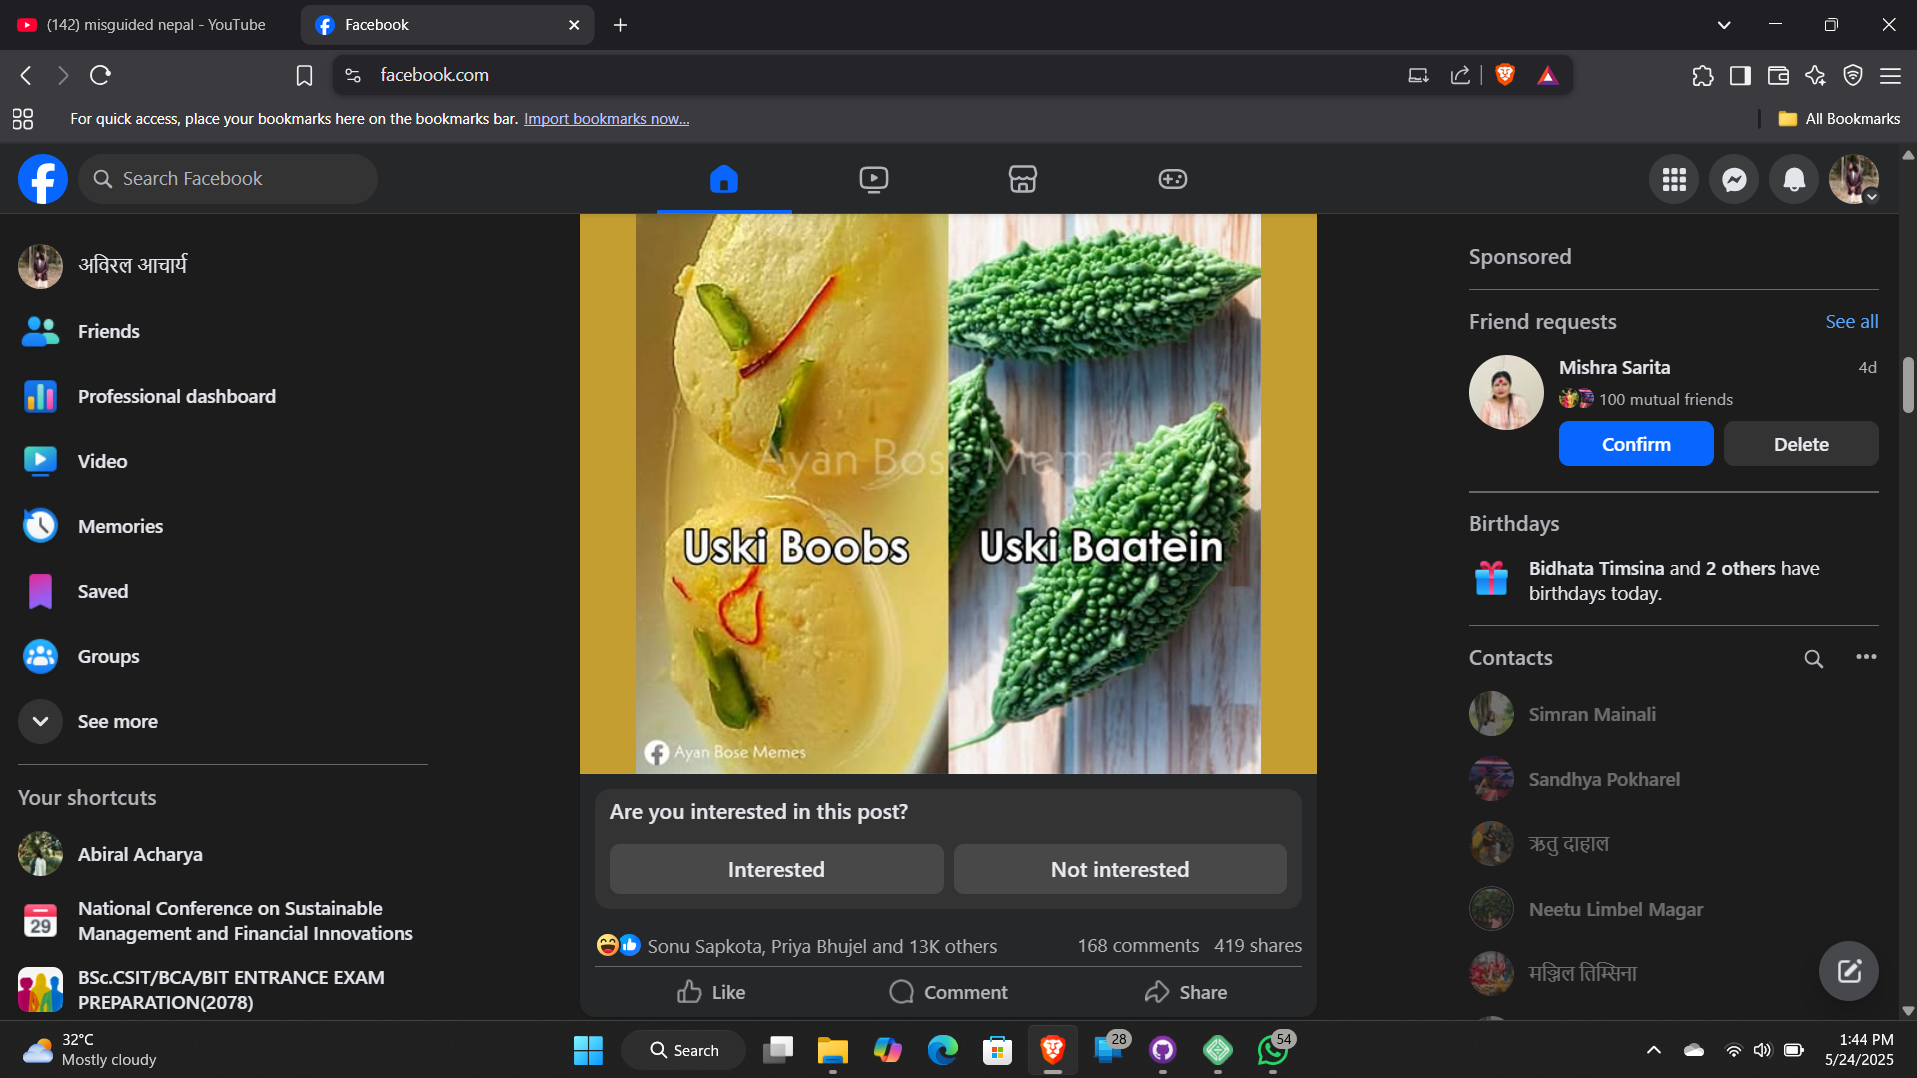 (142) misguided nepal - YouTube
Facebook
facebook.com
For quick access, place your bookmarks here on the bookmarks bar. Import bookmarks now...
All Bookmarks
Search Facebook
अविरल आचार्य
Friends
Professional dashboard
Video
Memories
Saved
Groups
See more
Your shortcuts
Abiral Acharya
29
National Conference on Sustainable
Management and Financial Innovations
BSc.CSIT/BCA/BIT ENTRANCE EXAM
PREPARATION(2078)
Ayan Bose Memes
Uski Boobs
Uski Baatein
Ayan Bose Memes
Are you interested in this post?
Interested
Not interested
Sonu Sapkota, Priya Bhujel and 13K others
168 comments
419 shares
Like
Comment
Share
Sponsored
Friend requests
See all
Mishra Sarita
4d
100 mutual friends
Confirm
Delete
Birthdays
Bidhata Timsina and 2 others have
birthdays today.
Contacts
Simran Mainali
Sandhya Pokharel
ऋतु दाहाल
Neetu Limbel Magar
मञ्जिल तिम्सिना
32°C
Mostly cloudy
Search
28
54
1:44 PM
5/24/2025